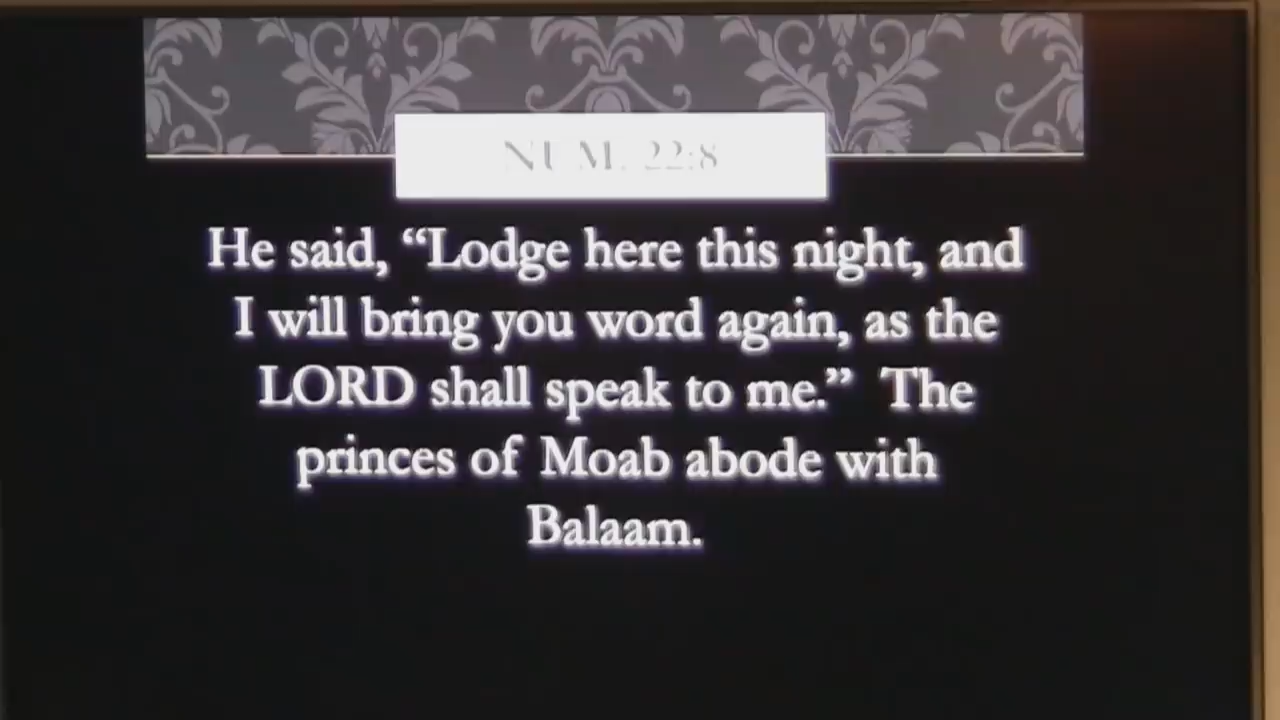 NUM. 22:8
He said, “Lodge here this night, and
I will bring you word again, as the
LORD shall speak to me.”  The
princes of Moab abode with
Balaam.